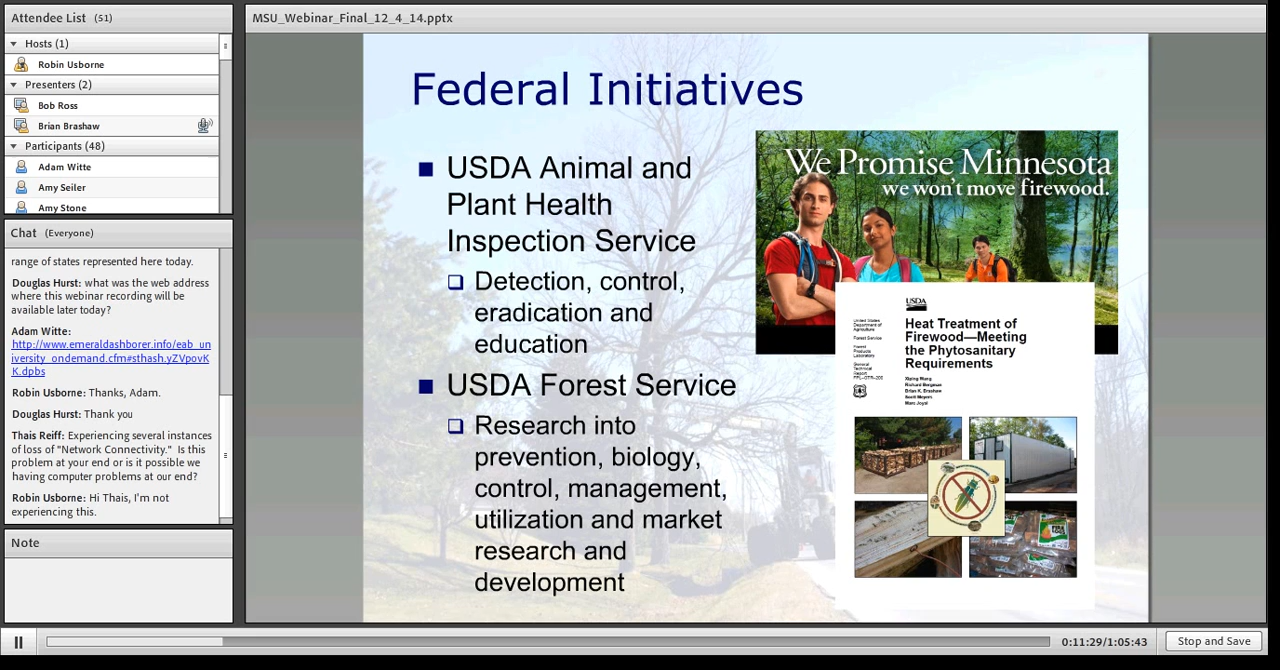 Attendee List (51)
Hosts (1)
Robin Usborne
Presenters (2)
Bob Ross
Brian Brashaw
Participants (48)
Adam Witte
Amy Seiler
Amy Stone
Chat (Everyone)
range of states represented here today.
Douglas Hurst: what was the web address
where this webinar recording will be
available later today?
Adam Witte:
http://www.emeraldashborer.info/eab_un
iversity_ondemand.cfm#sthash.yZVpovK
K.dpbs
Robin Usborne: Thanks, Adam.
Douglas Hurst: Thank you
Thais Reiff: Experiencing several instances
of loss of "Network Connectivity." Is this
problem at your end or is it possible we
having computer problems at our end?
Robin Usborne: Hi Thais, I'm not
experiencing this.
Note
MSU_Webinar_Final_12_4_14.pptx
Federal Initiatives
USDA Animal and
Plant Health
Inspection Service
Detection, control,
eradication and
education
USDA Forest Service
Research into
prevention, biology,
control, management,
utilization and market
research and
development
We Promise Minnesota
we won't move firewood.
USDA
United States
Department of
Agriculture
Forest Service
Forest
Products
Laboratory
General
Technical
Report
FPL-GTR-200
Heat Treatment of
Firewood—Meeting
the Phytosanitary
Requirements
Xiping Wang
Richard Bergman
Brian K. Brashaw
Scott Myers
Marc Joyal
0:11:29/1:05:43
Stop and Save